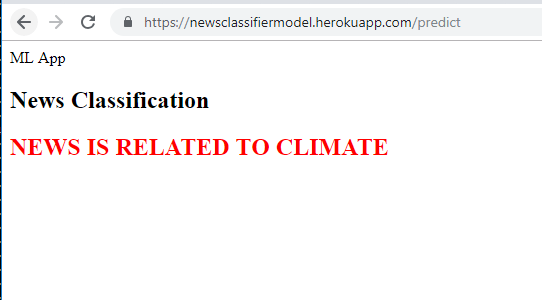 https://newsclassifiermodel.herokuapp.com/predict
ML App
News Classification
NEWS IS RELATED TO CLIMATE